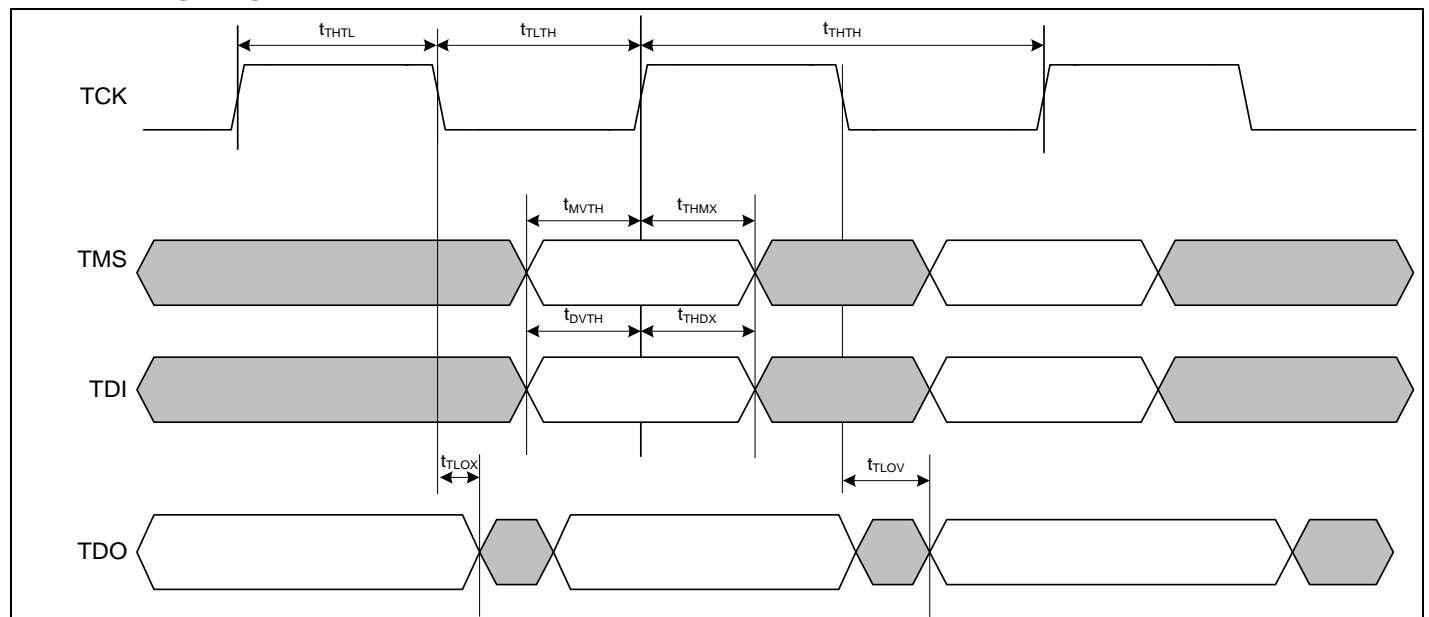 tTHTL tTLTH tTHTH
TCK
tMVTH tTHMX
TMS
tDVTH tTHDX
TDI
tTLOX tTLOV
TDO